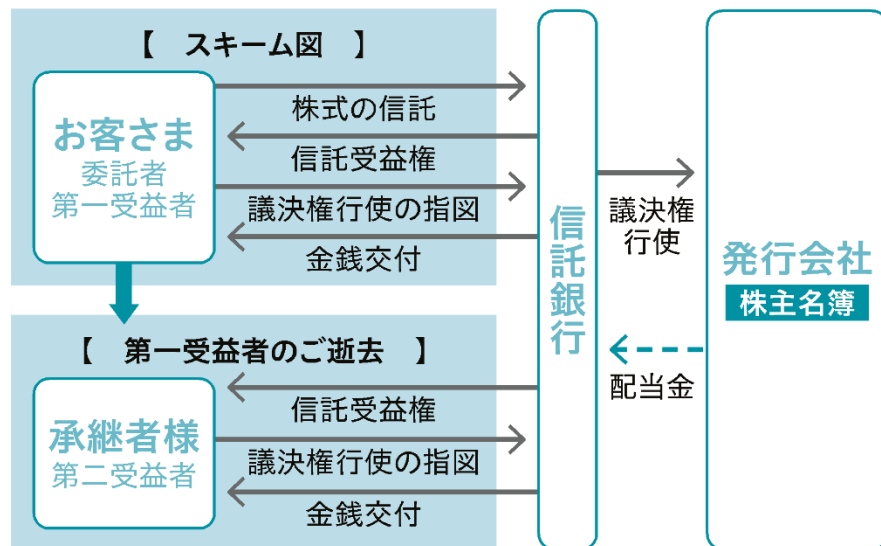 【 スキーム図 】
お客さま
委託者
第一受益者
株式の信託
信託受益権
議決権行使の指図
金銭交付
【 第一受益者のご逝去 】
承継者様
第二受益者
信託受益権
議決権行使の指図
金銭交付
信託銀行
議決権
行使
配当金
発行会社
株主名簿